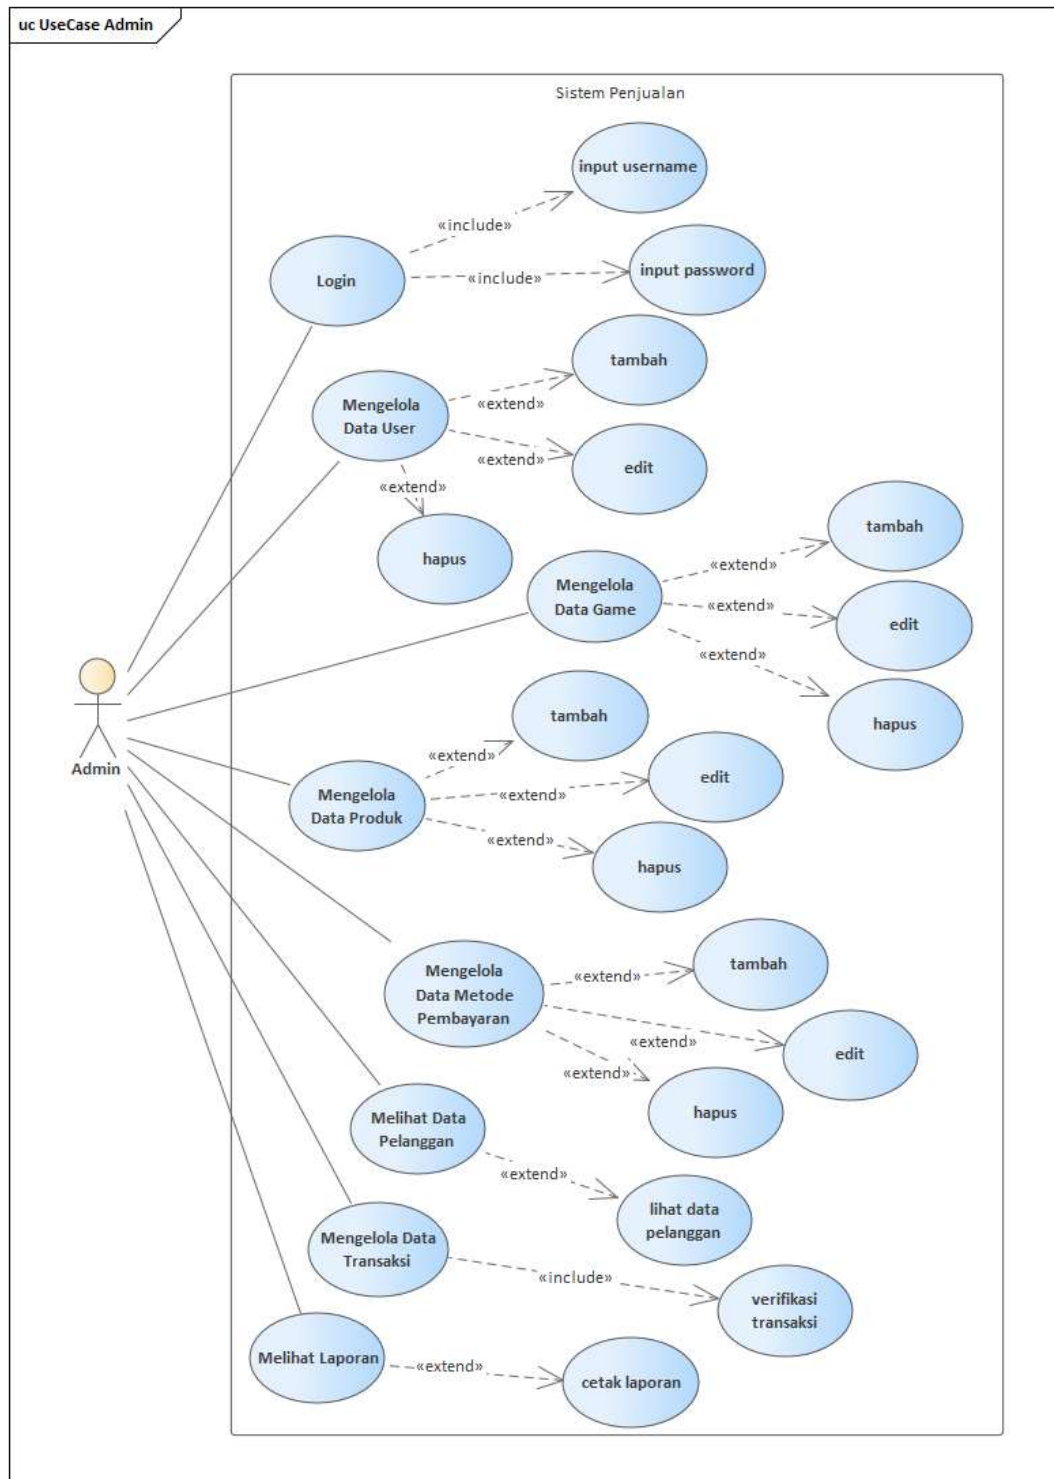 uc UseCase Admin
Sistem Penjualan
input username
«include»
input password
«include»
Login
tambah
«extend»
Mengelola
Data User
«extend»
edit
«extend»
hapus
tambah
«extend»
Mengelola
Data Game
«extend»
edit
«extend»
hapus
Admin
tambah
«extend»
edit
Mengelola
Data Produk
«extend»
«extend»
hapus
tambah
Mengelola
Data Metode
Pembayaran
«extend»
«extend»
edit
«extend»
hapus
Melihat Data
Pelanggan
«extend»
lihat data
pelanggan
Mengelola Data
Transaksi
«include»
verifikasi
transaksi
Melihat Laporan
«extend»
cetak laporan